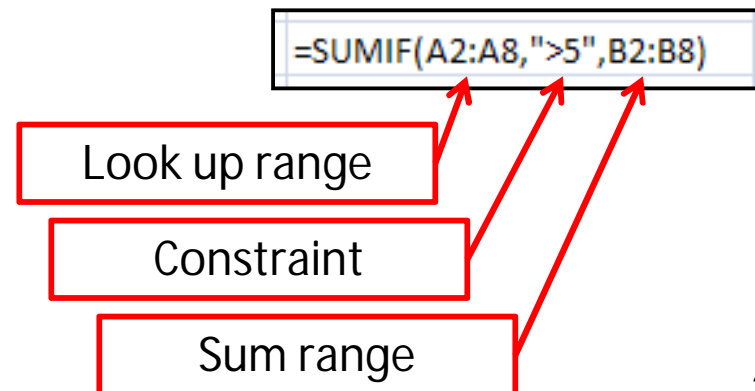 =SUMIF(A2:A8,">5",B2:B8)
Look up range
Constraint
Sum range